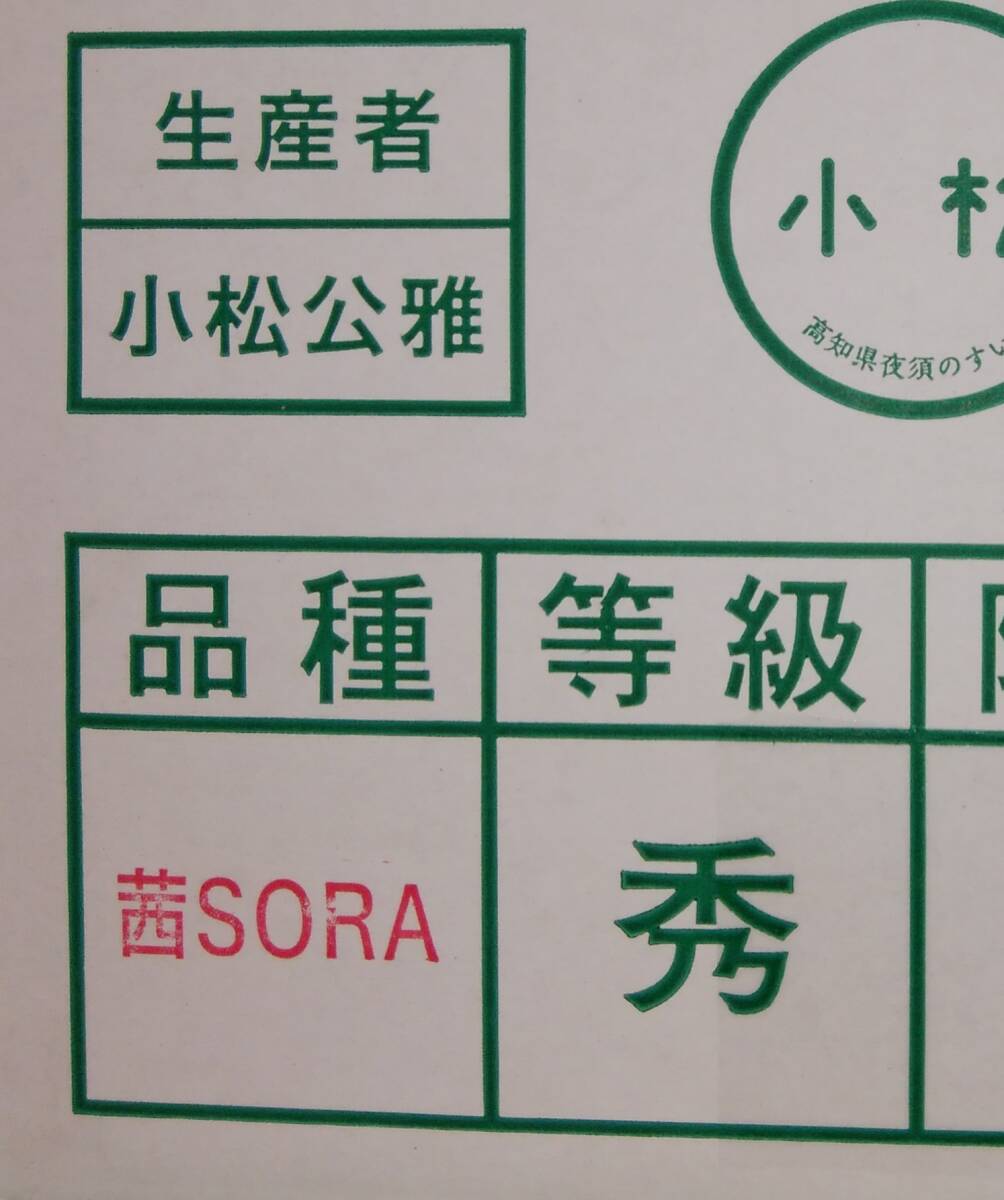 生産者
小松公雅
小
高知県夜須のす
品種 等級
茜SORA 秀